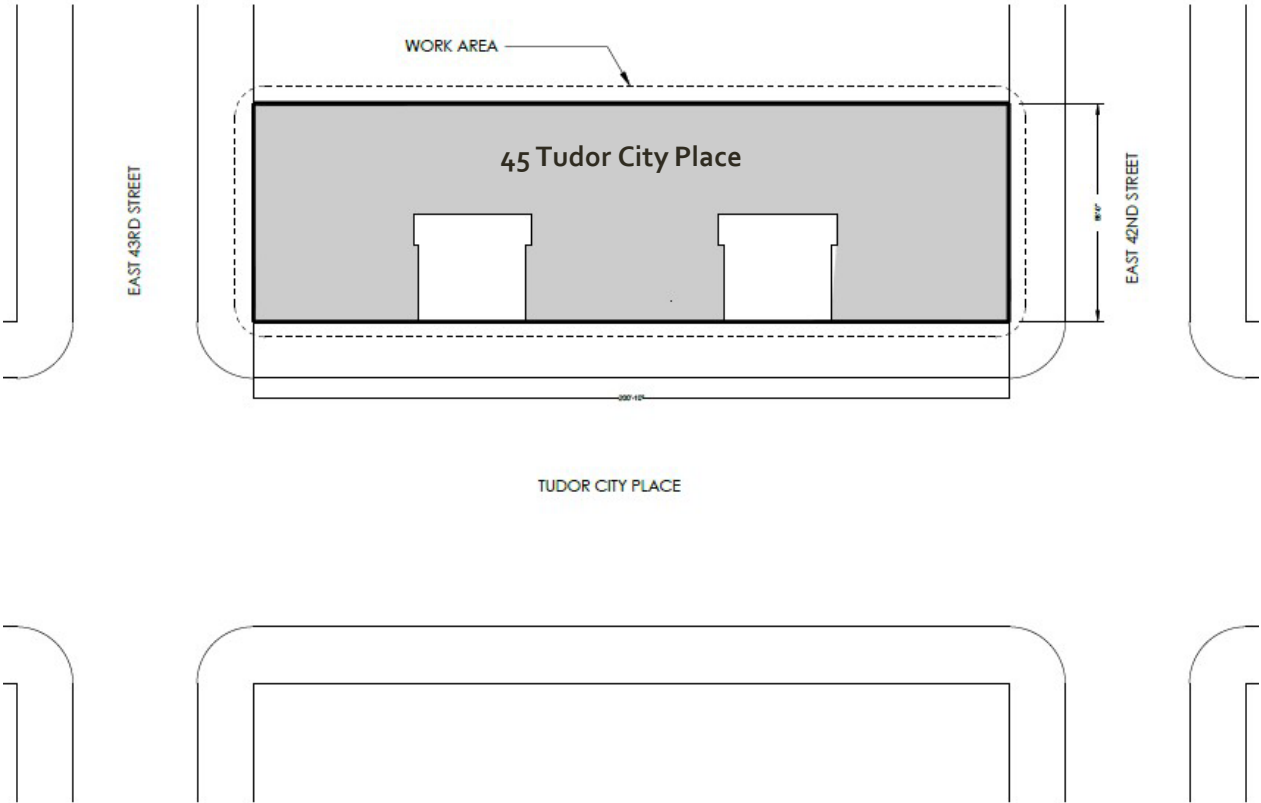 WORK AREA
45 Tudor City Place
EAST 43RD STREET
EAST 42ND STREET
TUDOR CITY PLACE